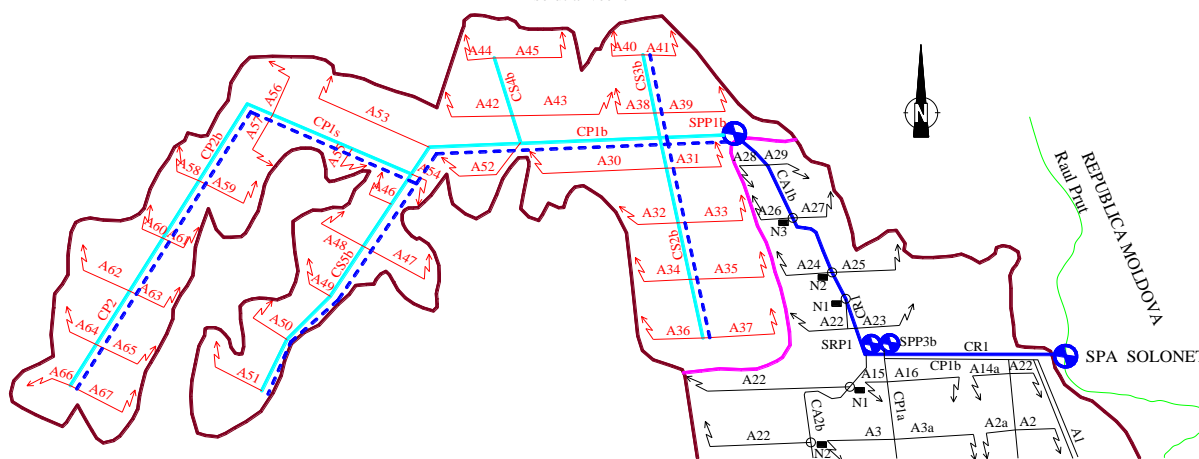 A44
A45
A40
A41
A56
A53
A42
CS4b
A43
CS3b
A38
A39
A57
CP1s
CP1b
SPP1b
CP2b
A52
A30
A31
A54
A46
A58
A59
A28
A29
CA1b
A26
A27
N3
A32
A33
A60
A61
A48
A47
CS5b
CS2b
A62
A63
A49
A34
A35
A24
A25
N2
N1
CR1
CP2
A64
A65
A50
A36
A37
A22
A23
SRP1
SPP3b
CR1
SPA SOLONET
A66
A67
A51
A22
N1
A15
A16
CP1b
A14a
A22
CP1a
CA2b
A22
N2
A3
A3a
A2a
A2
A1
N
Raul Prut
REPUBLICA MOLDOVA